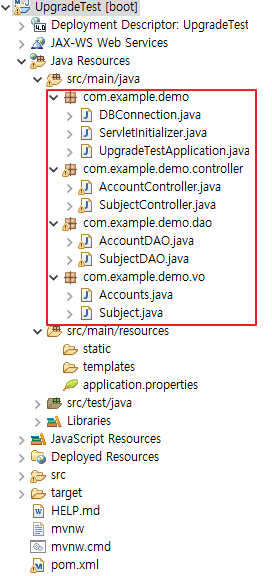 UpgradeTest [boot]
Deployment Descriptor: UpgradeTest
JAX-WS Web Services
Java Resources
src/main/java
com.example.demo
DBConnection.java
ServletInitializer.java
UpgradeTestApplication.java
com.example.demo.controller
AccountController.java
SubjectController.java
com.example.demo.dao
AccountDAO.java
SubjectDAO.java
com.example.demo.vo
Accounts.java
Subject.java
src/main/resources
static
templates
application.properties
src/test/java
Libraries
JavaScript Resources
Deployed Resources
src
target
HELP.md
mvnw
mvnw.cmd
pom.xml